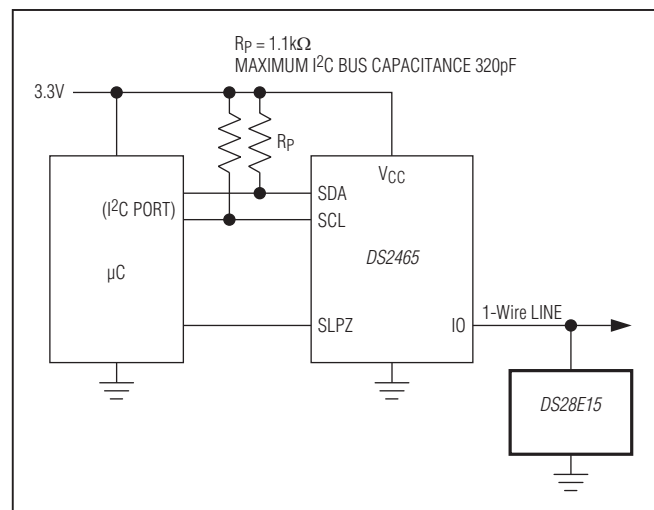 RP = 1.1kΩ
MAXIMUM I²C BUS CAPACITANCE 320pF
3.3V
RP
VCC
(I²C PORT)
SDA
SCL
µC
DS2465
SLPZ
IO
1-Wire LINE
DS28E15